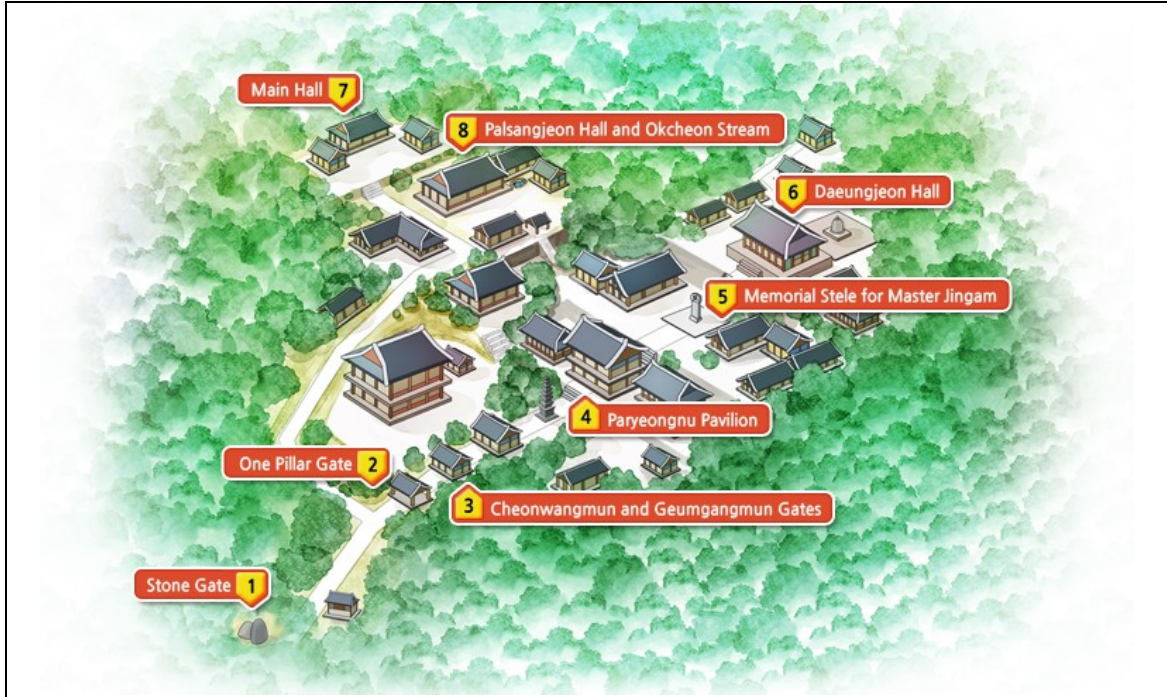 Main Hall 7
8 Palsangjeon Hall and Okcheon Stream
6 Daeungjeon Hall
5 Memorial Stele for Master Jingam
4 Paryeongnu Pavilion
One Pillar Gate 2
3 Cheonwangmun and Geumgangmun Gates
Stone Gate 1